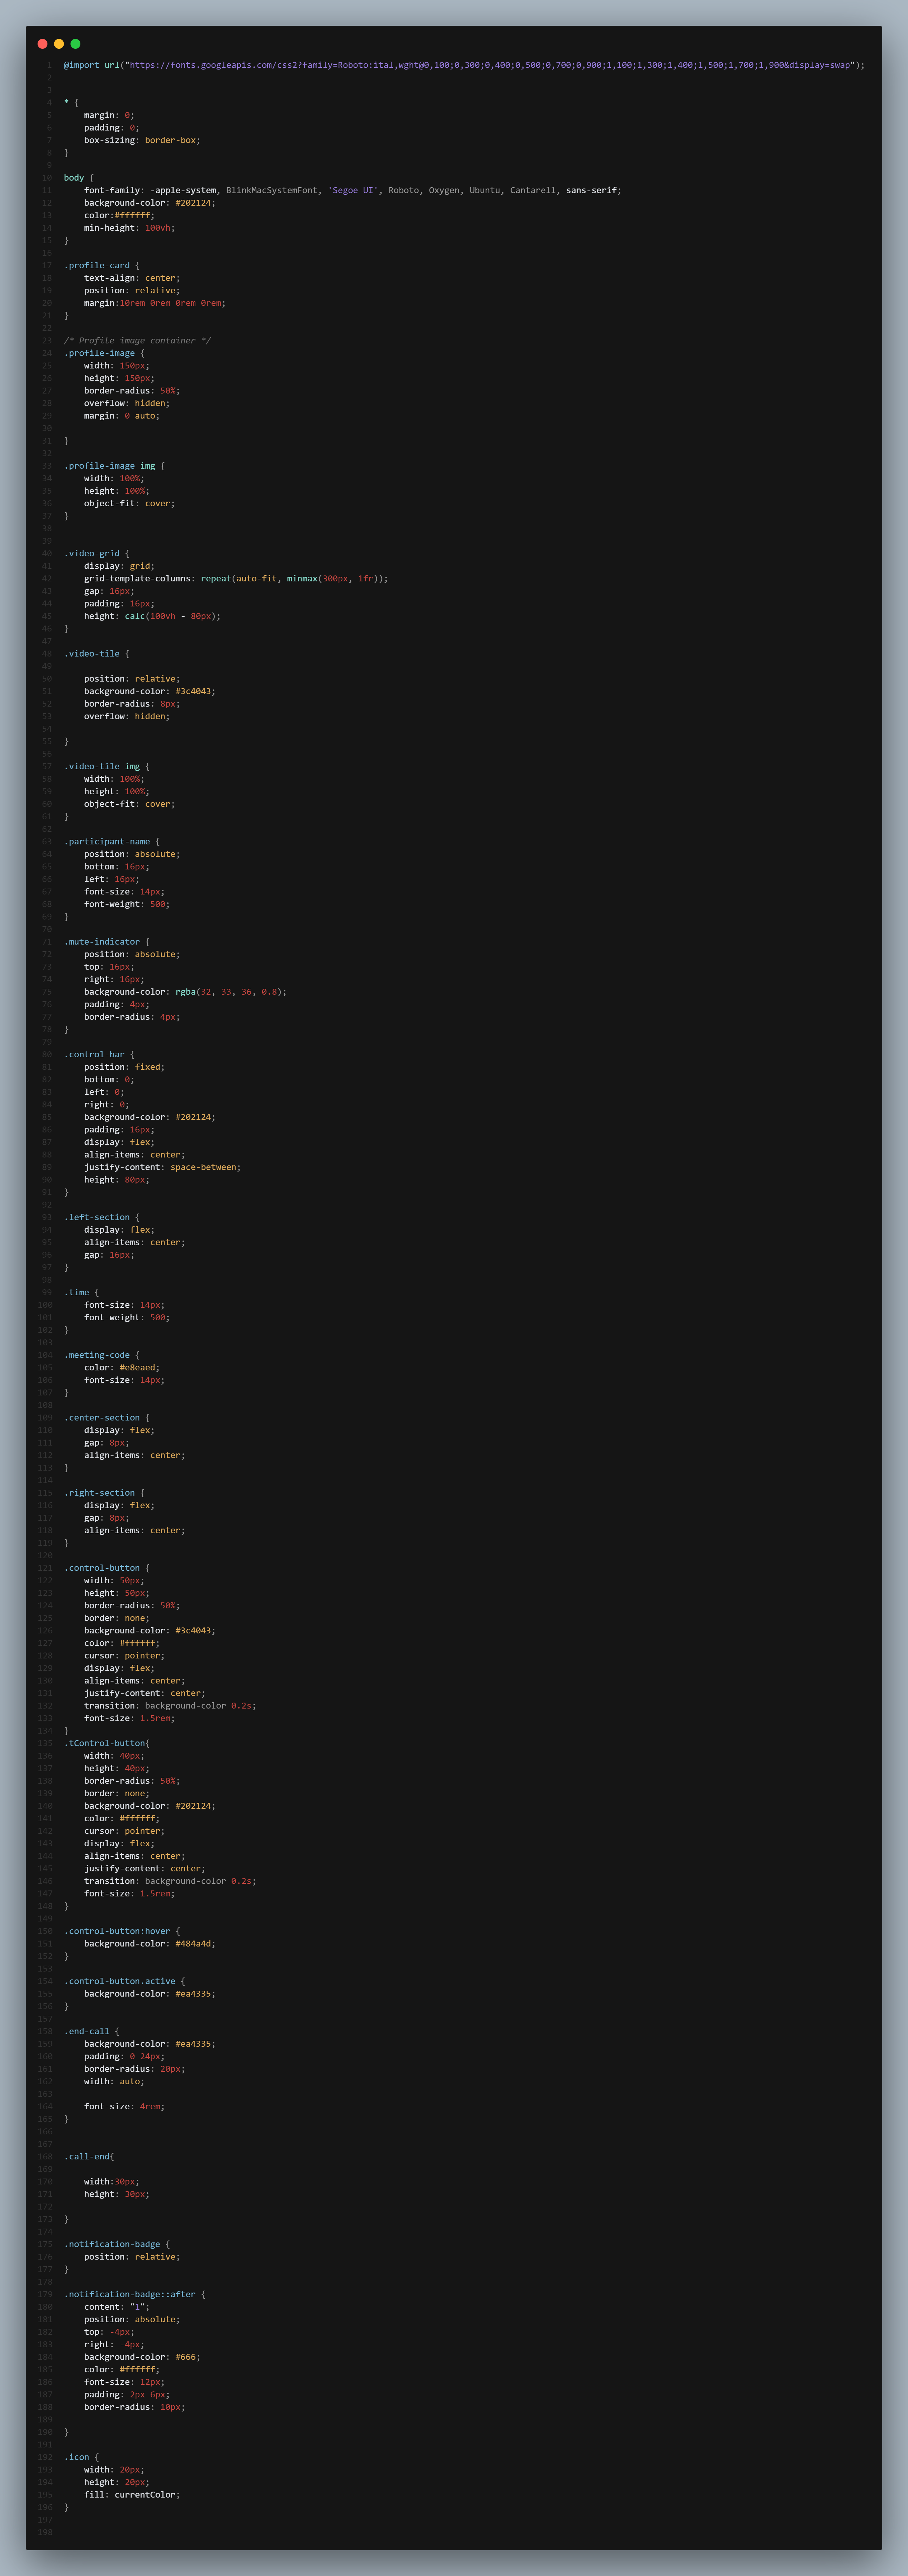 1 @import url("https://fonts.googleapis.com/css2?family=Roboto:ital,wght@0,100;0,300;0,400;0,500;0,700;0,900;1,100;1,300;1,400;1,500;1,700;1,900&display=swap");
2
3
4 * {
5     margin: 0;
6     padding: 0;
7     box-sizing: border-box;
8 }
9
10 body {
11     font-family: -apple-system, BlinkMacSystemFont, 'Segoe UI', Roboto, Oxygen, Ubuntu, Cantarell, sans-serif;
12     background-color: #202124;
13     color:#ffffff;
14     min-height: 100vh;
15 }
16
17 .profile-card {
18     text-align: center;
19     position: relative;
20     margin:10rem 0rem 0rem 0rem;
21 }
22
23 /* Profile image container */
24 .profile-image {
25     width: 150px;
26     height: 150px;
27     border-radius: 50%;
28     overflow: hidden;
29     margin: 0 auto;
30
31 }
32
33 .profile-image img {
34     width: 100%;
35     height: 100%;
36     object-fit: cover;
37 }
38
39
40 .video-grid {
41     display: grid;
42     grid-template-columns: repeat(auto-fit, minmax(300px, 1fr));
43     gap: 16px;
44     padding: 16px;
45     height: calc(100vh - 80px);
46 }
47
48 .video-tile {
49
50     position: relative;
51     background-color: #3c4043;
52     border-radius: 8px;
53     overflow: hidden;
54
55 }
56
57 .video-tile img {
58     width: 100%;
59     height: 100%;
60     object-fit: cover;
61 }
62
63 .participant-name {
64     position: absolute;
65     bottom: 16px;
66     left: 16px;
67     font-size: 14px;
68     font-weight: 500;
69 }
70
71 .mute-indicator {
72     position: absolute;
73     top: 16px;
74     right: 16px;
75     background-color: rgba(32, 33, 36, 0.8);
76     padding: 4px;
77     border-radius: 4px;
78 }
79
80 .control-bar {
81     position: fixed;
82     bottom: 0;
83     left: 0;
84     right: 0;
85     background-color: #202124;
86     padding: 16px;
87     display: flex;
88     align-items: center;
89     justify-content: space-between;
90     height: 80px;
91 }
92
93 .left-section {
94     display: flex;
95     align-items: center;
96     gap: 16px;
97 }
98
99 .time {
100     font-size: 14px;
101     font-weight: 500;
102 }
103
104 .meeting-code {
105     color: #e8eaed;
106     font-size: 14px;
107 }
108
109 .center-section {
110     display: flex;
111     gap: 8px;
112     align-items: center;
113 }
114
115 .right-section {
116     display: flex;
117     gap: 8px;
118     align-items: center;
119 }
120
121 .control-button {
122     width: 50px;
123     height: 50px;
124     border-radius: 50%;
125     border: none;
126     background-color: #3c4043;
127     color: #ffffff;
128     cursor: pointer;
129     display: flex;
130     align-items: center;
131     justify-content: center;
132     transition: background-color 0.2s;
133     font-size: 1.5rem;
134 }
135 .tControl-button{
136     width: 40px;
137     height: 40px;
138     border-radius: 50%;
139     border: none;
140     background-color: #202124;
141     color: #ffffff;
142     cursor: pointer;
143     display: flex;
144     align-items: center;
145     justify-content: center;
146     transition: background-color 0.2s;
147     font-size: 1.5rem;
148 }
149
150 .control-button:hover {
151     background-color: #484a4d;
152 }
153
154 .control-button.active {
155     background-color: #ea4335;
156 }
157
158 .end-call {
159     background-color: #ea4335;
160     padding: 0 24px;
161     border-radius: 20px;
162     width: auto;
163
164     font-size: 4rem;
165 }
166
167
168 .call-end{
169
170     width:30px;
171     height: 30px;
172
173 }
174
175 .notification-badge {
176     position: relative;
177 }
178
179 .notification-badge::after {
180     content: "1";
181     position: absolute;
182     top: -4px;
183     right: -4px;
184     background-color: #666;
185     color: #ffffff;
186     font-size: 12px;
187     padding: 2px 6px;
188     border-radius: 10px;
189
190 }
191
192 .icon {
193     width: 20px;
194     height: 20px;
195     fill: currentColor;
196 }
197
198